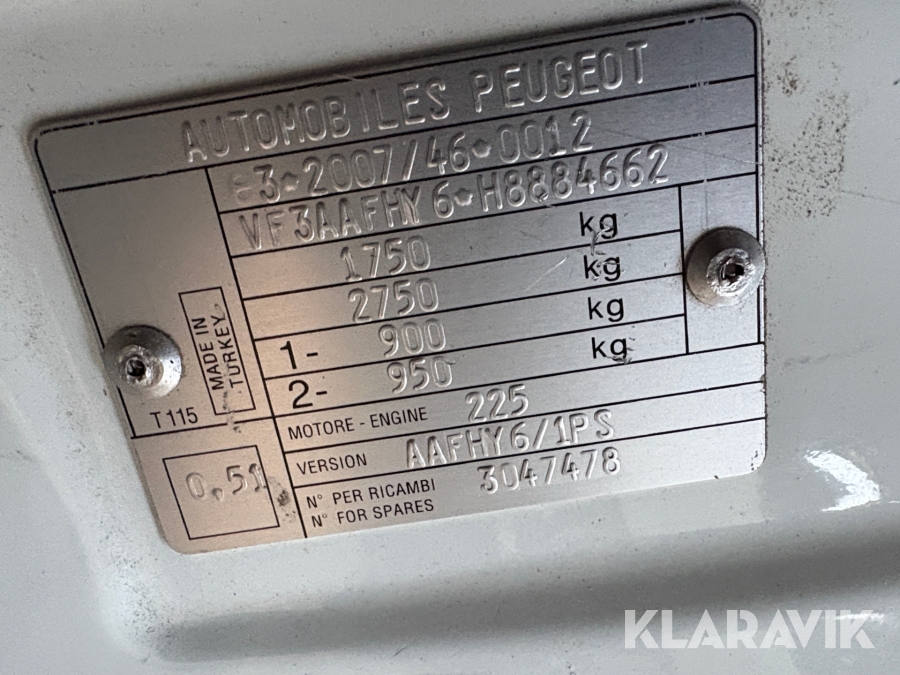 AUTOMOBILES PEUGEOT
E3*2007/46*0012
VF3AAFHY6*H8884662
1750 kg
2750 kg
1- 900 kg
2- 950 kg
MADE IN
TURKEY
T115
MOTORE - ENGINE 225
VERSION AAFHY6/1PS
0,51
N° PER RICAMBI
N° FOR SPARES
3047478
KLARAVIK